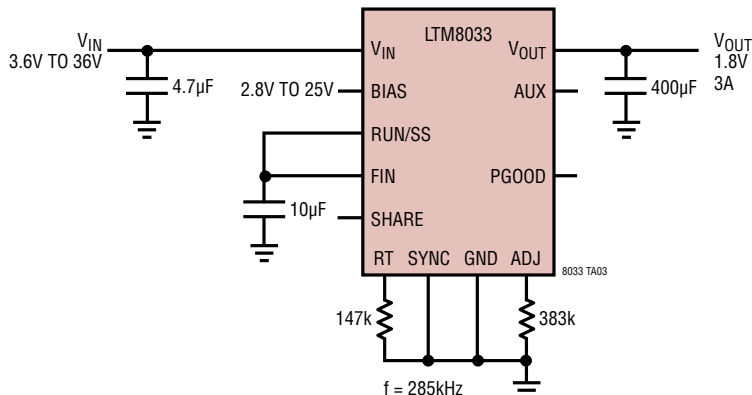 V_IN
3.6V TO 36V
4.7µF
2.8V TO 25V
10µF
LTM8033
V_IN
V_OUT
BIAS
AUX
RUN/SS
FIN
PGOOD
SHARE
RT SYNC GND ADJ
V_OUT
1.8V
3A
400µF
8033 TA03
147k
383k
f = 285kHz